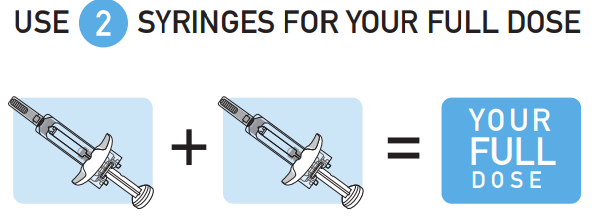 USE 2 SYRINGES FOR YOUR FULL DOSE
+ =
YOUR
FULL
DOSE